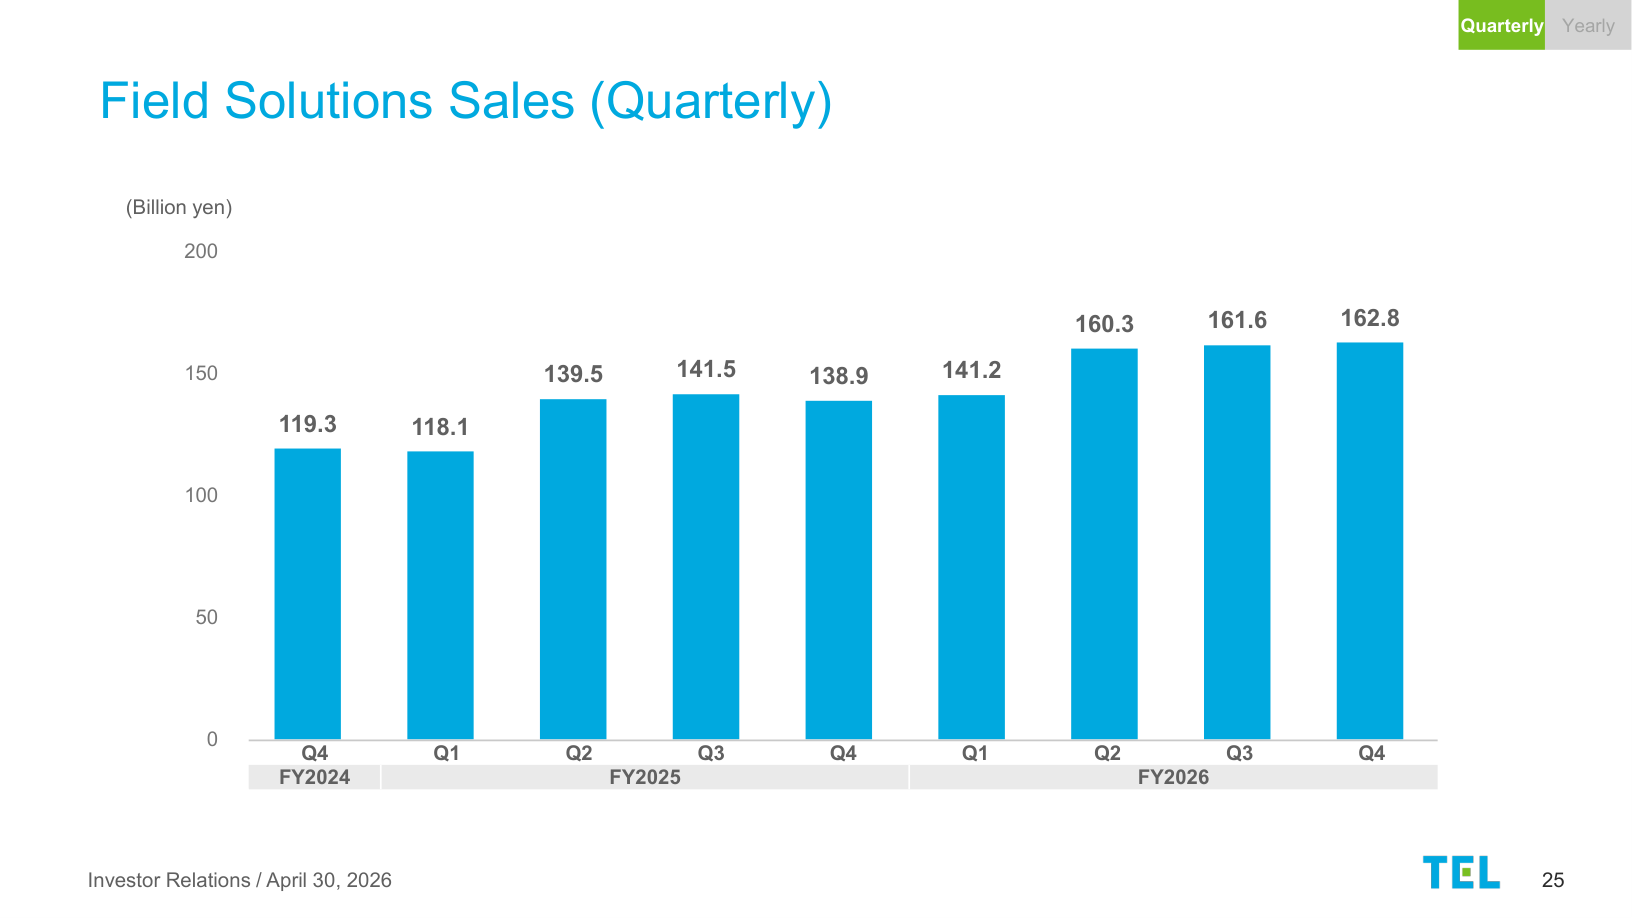 Quarterly Yearly
Field Solutions Sales (Quarterly)
(Billion yen)
200
150
100
50
0
119.3 118.1 139.5 141.5 138.9 141.2 160.3 161.6 162.8
Q4 Q1 Q2 Q3 Q4 Q1 Q2 Q3 Q4
FY2024 FY2025 FY2026
Investor Relations / April 30, 2026
TEL
25